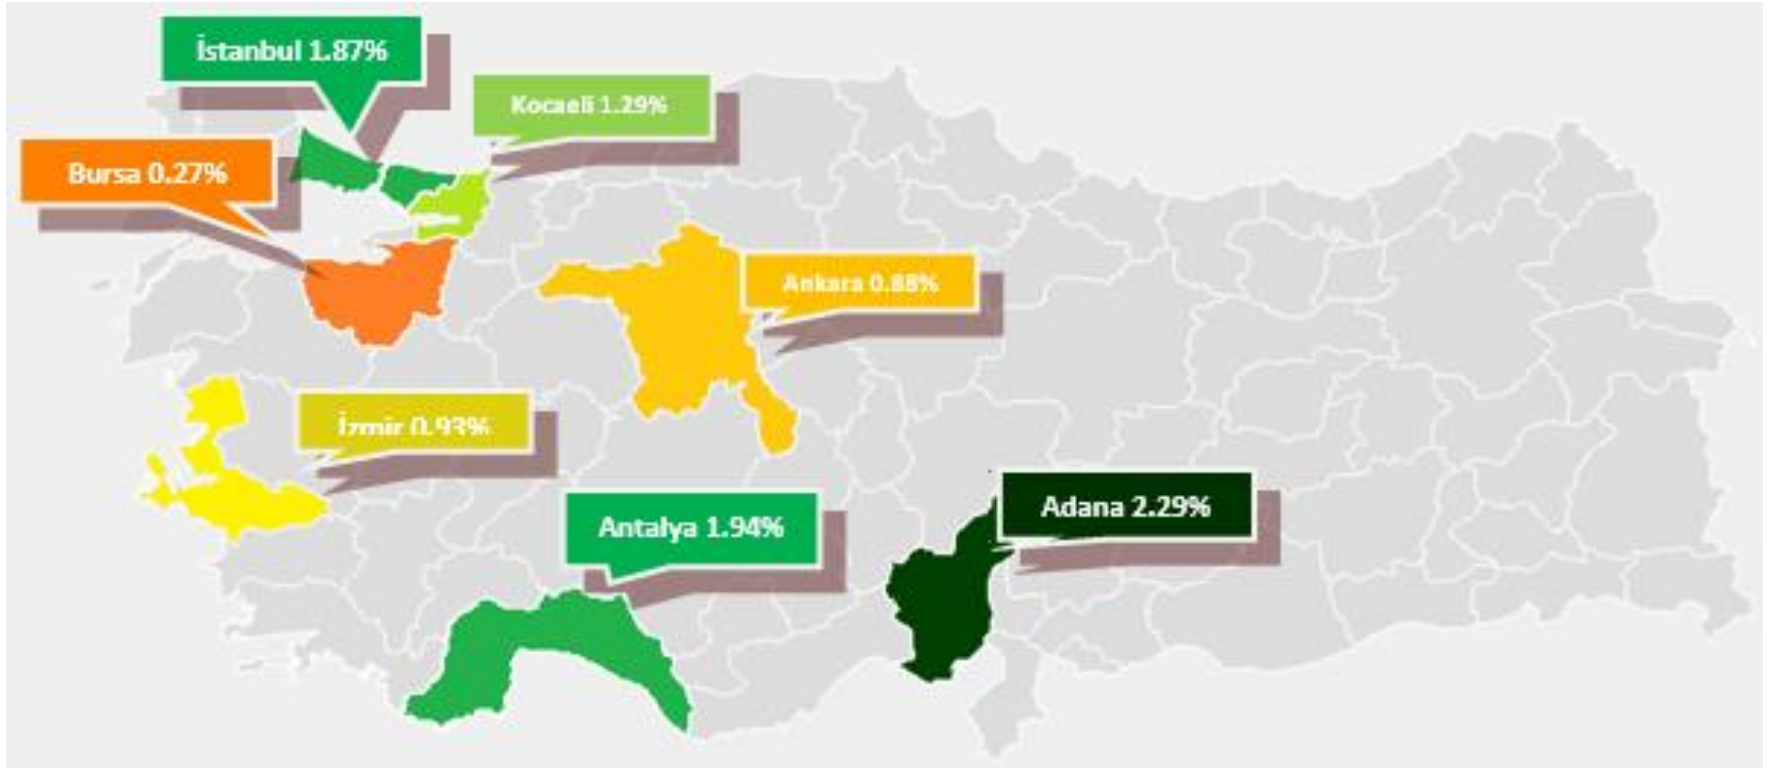 İstanbul 1.87%
Kocaeli 1.29%
Bursa 0.27%
Ankara 0.88%
İzmir 0.93%
Antalya 1.94%
Adana 2.29%